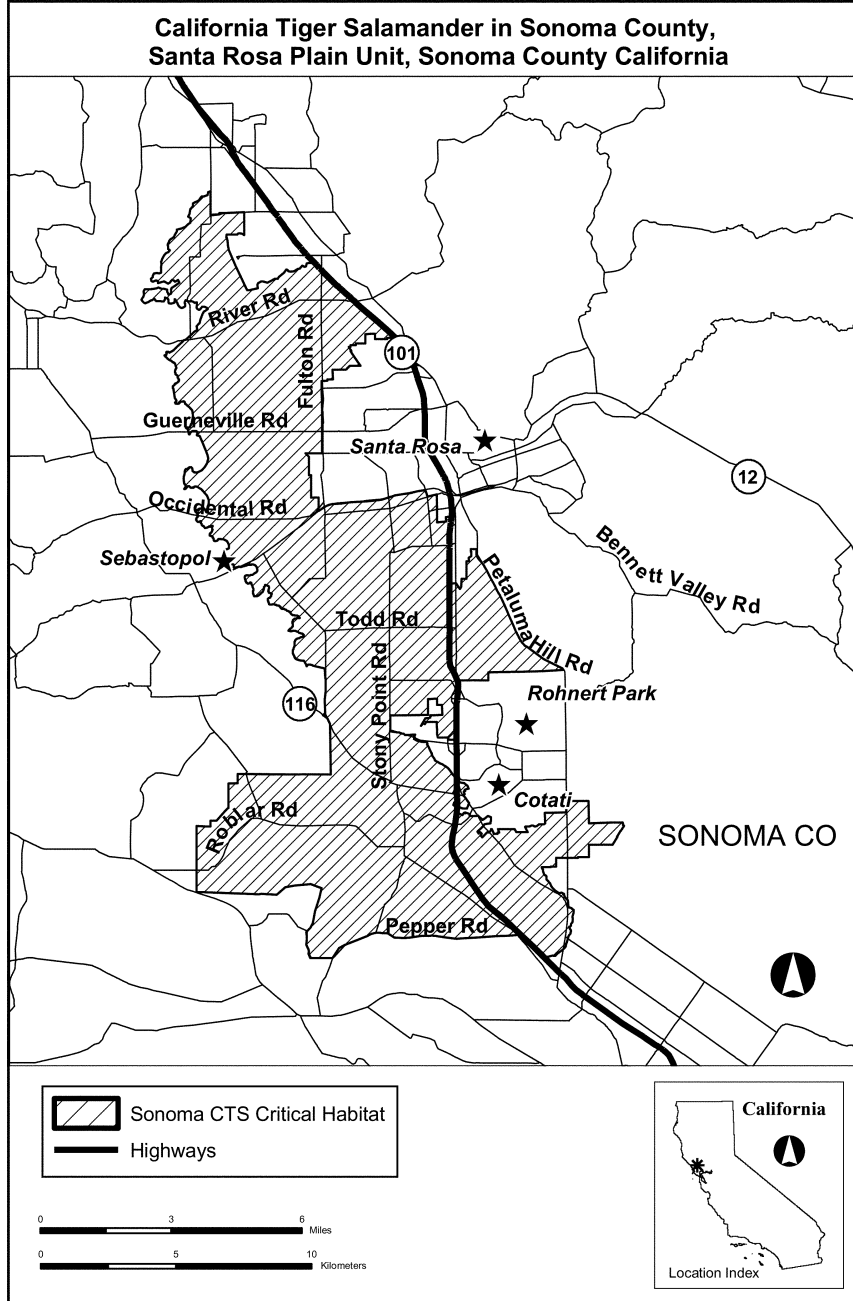 California Tiger Salamander in Sonoma County,
Santa Rosa Plain Unit, Sonoma County California
River Rd
Fulton Rd
101
Guerneville Rd
Santa Rosa
12
Occidental Rd
Sebastopol
Bennett Valley Rd
Petaluma Hill Rd
Todd Rd
Stony Point Rd
Rohnert Park
116
Cotati
Roblar Rd
SONOMA CO
Pepper Rd
Sonoma CTS Critical Habitat
Highways
0 3 6
Miles
0 5 10
Kilometers
California
Location Index